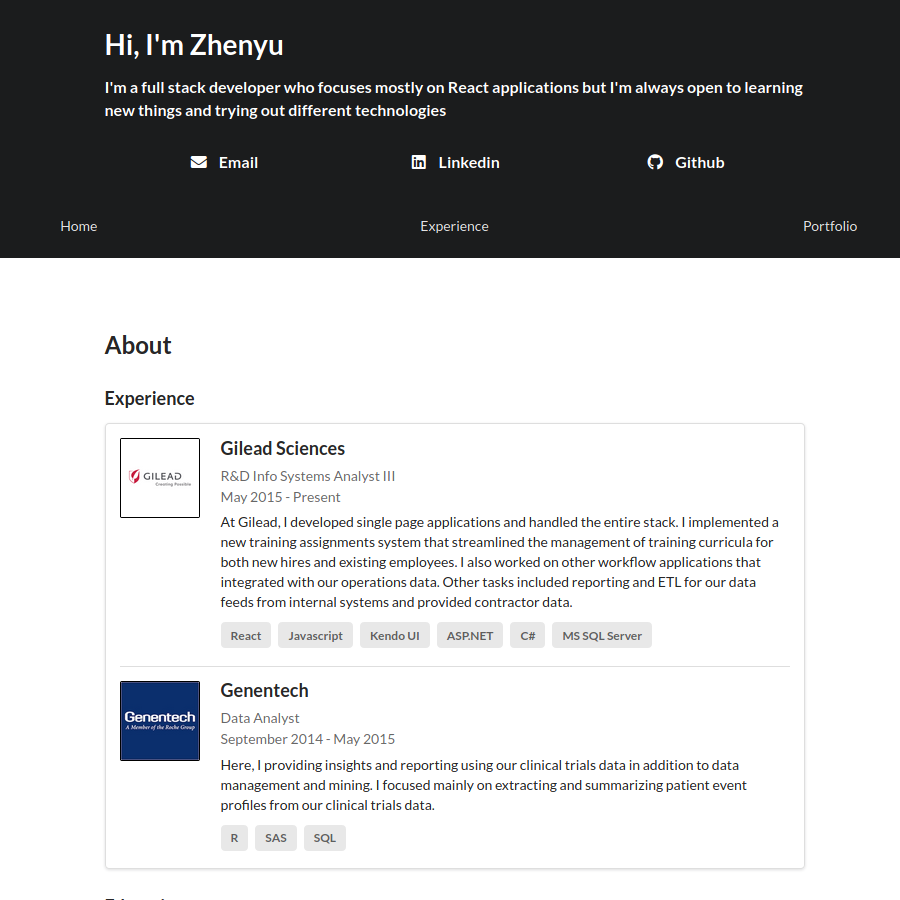 Hi, I'm Zhenyu
I'm a full stack developer who focuses mostly on React applications but I'm always open to learning
new things and trying out different technologies
Email Linkedin Github
Home Experience Portfolio
About
Experience
GILEAD
Creating Possible
Gilead Sciences
R&D Info Systems Analyst III
May 2015 - Present
At Gilead, I developed single page applications and handled the entire stack. I implemented a
new training assignments system that streamlined the management of training curricula for
both new hires and existing employees. I also worked on other workflow applications that
integrated with our operations data. Other tasks included reporting and ETL for our data
feeds from internal systems and provided contractor data.
React Javascript Kendo UI ASP.NET C# MS SQL Server
Genentech
A Member of the Roche Group
Genentech
Data Analyst
September 2014 - May 2015
Here, I providing insights and reporting using our clinical trials data in addition to data
management and mining. I focused mainly on extracting and summarizing patient event
profiles from our clinical trials data.
R SAS SQL